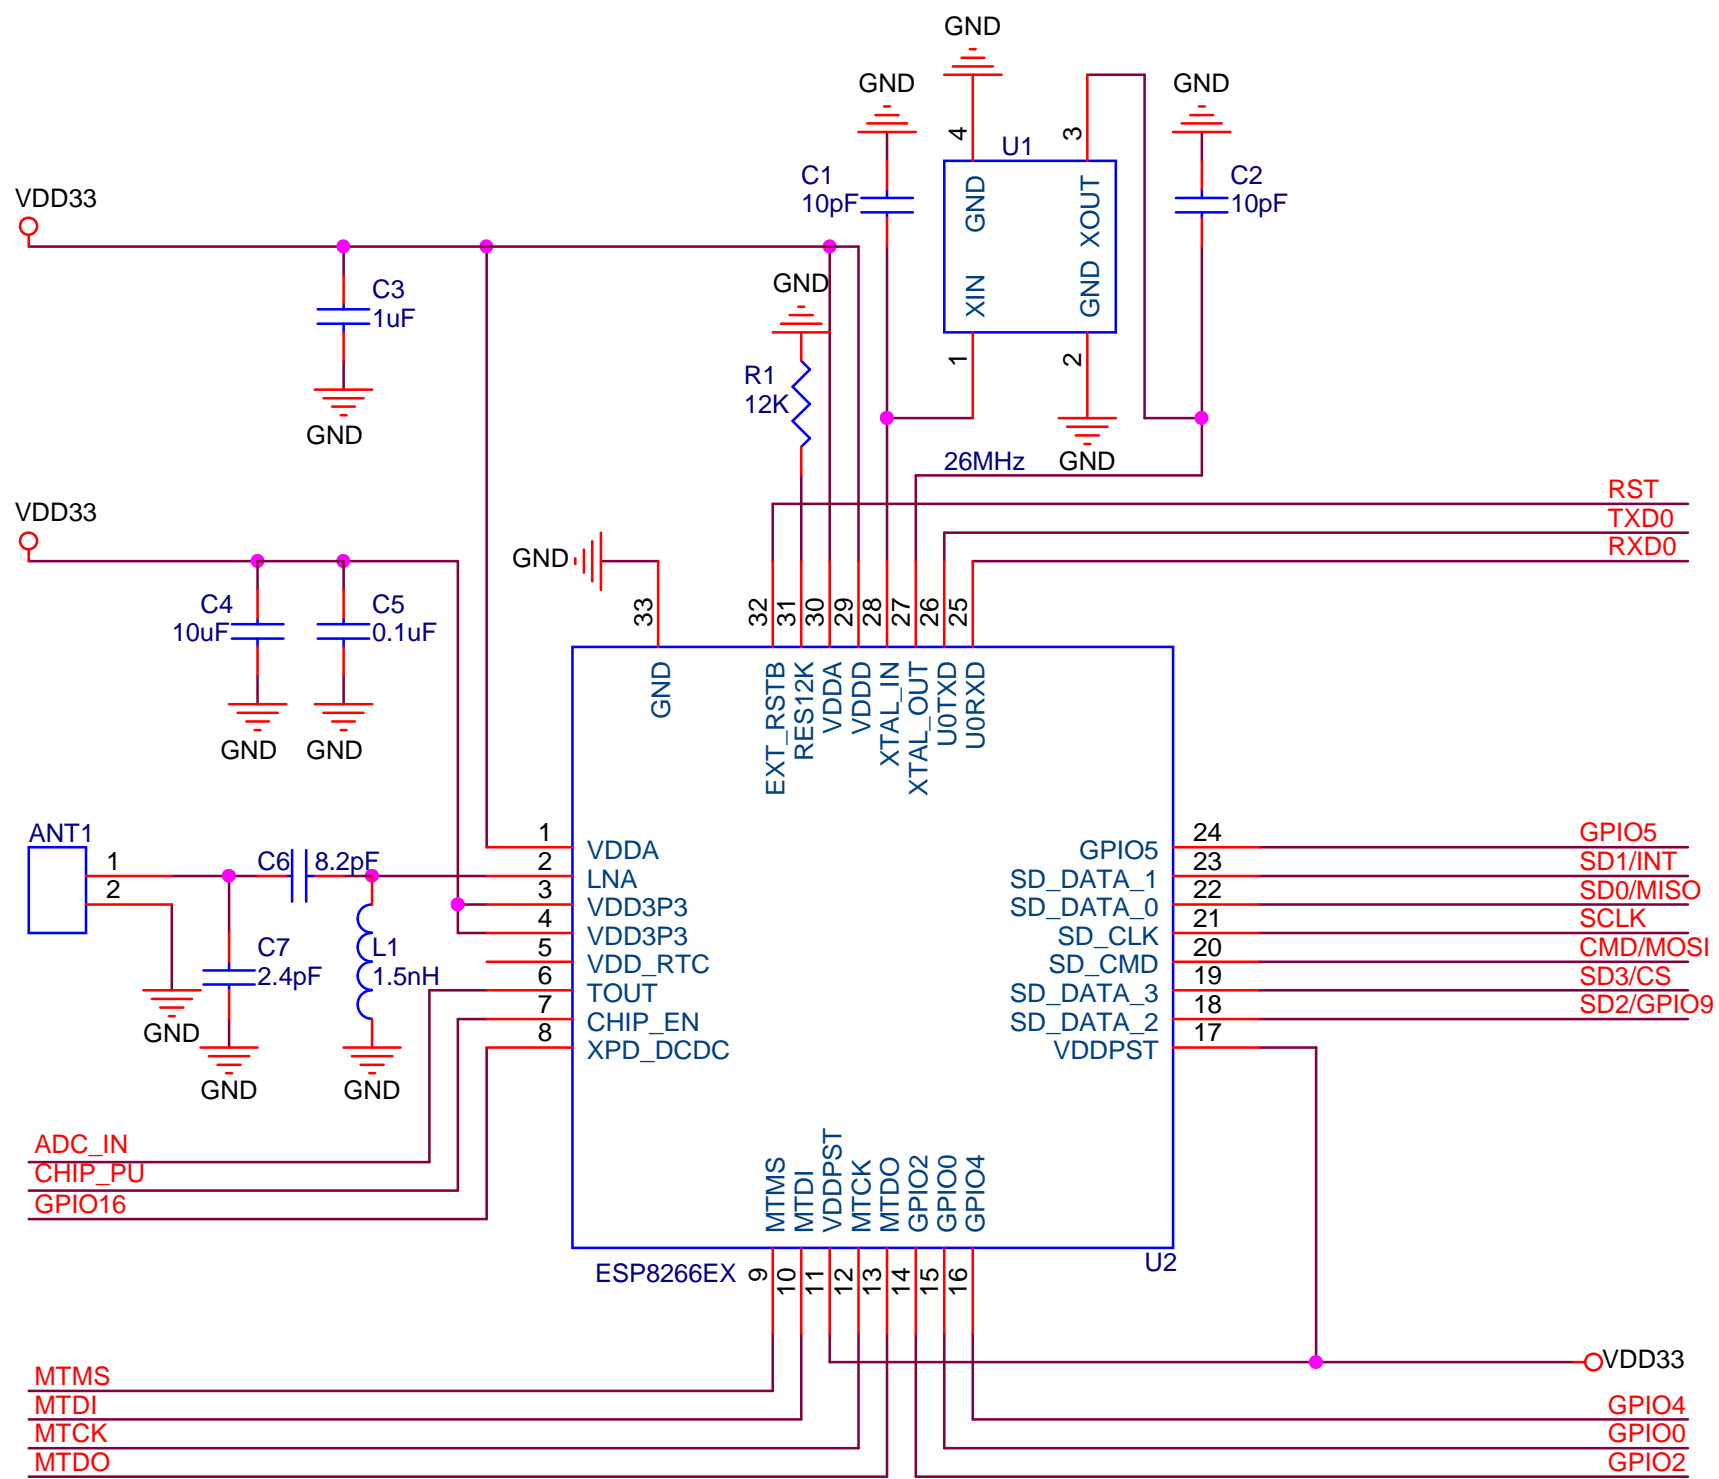 GND
GND
GND
4
3
U1
C1
10pF
GND
XOUT
C2
10pF
VDD33
XIN
GND
C3
1uF
GND
1
2
R1
12K
GND
26MHz
GND
RST
TXD0
RXD0
VDD33
GND
C4
10uF
C5
0.1uF
33
32
31
30
29
28
27
26
25
GND
EXT_RSTB
RES12K
VDDA
VDDD
XTAL_IN
XTAL_OUT
U0TXD
U0RXD
GND
GND
ANT1
1
2
C6
8.2pF
C7
2.4pF
L1
1.5nH
GND
GND
GND
1
VDDA
2
LNA
3
VDD3P3
4
VDD3P3
5
VDD_RTC
6
TOUT
7
CHIP_EN
8
XPD_DCDC
GPIO5
24
GPIO5
SD_DATA_1
23
SD1/INT
SD_DATA_0
22
SD0/MISO
SD_CLK
21
SCLK
SD_CMD
20
CMD/MOSI
SD_DATA_3
19
SD3/CS
SD_DATA_2
18
SD2/GPIO9
VDDPST
17
ADC_IN
CHIP_PU
GPIO16
MTMS
MTDI
VDDPST
MTCK
MTDO
GPIO2
GPIO0
GPIO4
ESP8266EX
U2
9
10
11
12
13
14
15
16
VDD33
MTMS
MTDI
MTCK
MTDO
GPIO4
GPIO0
GPIO2